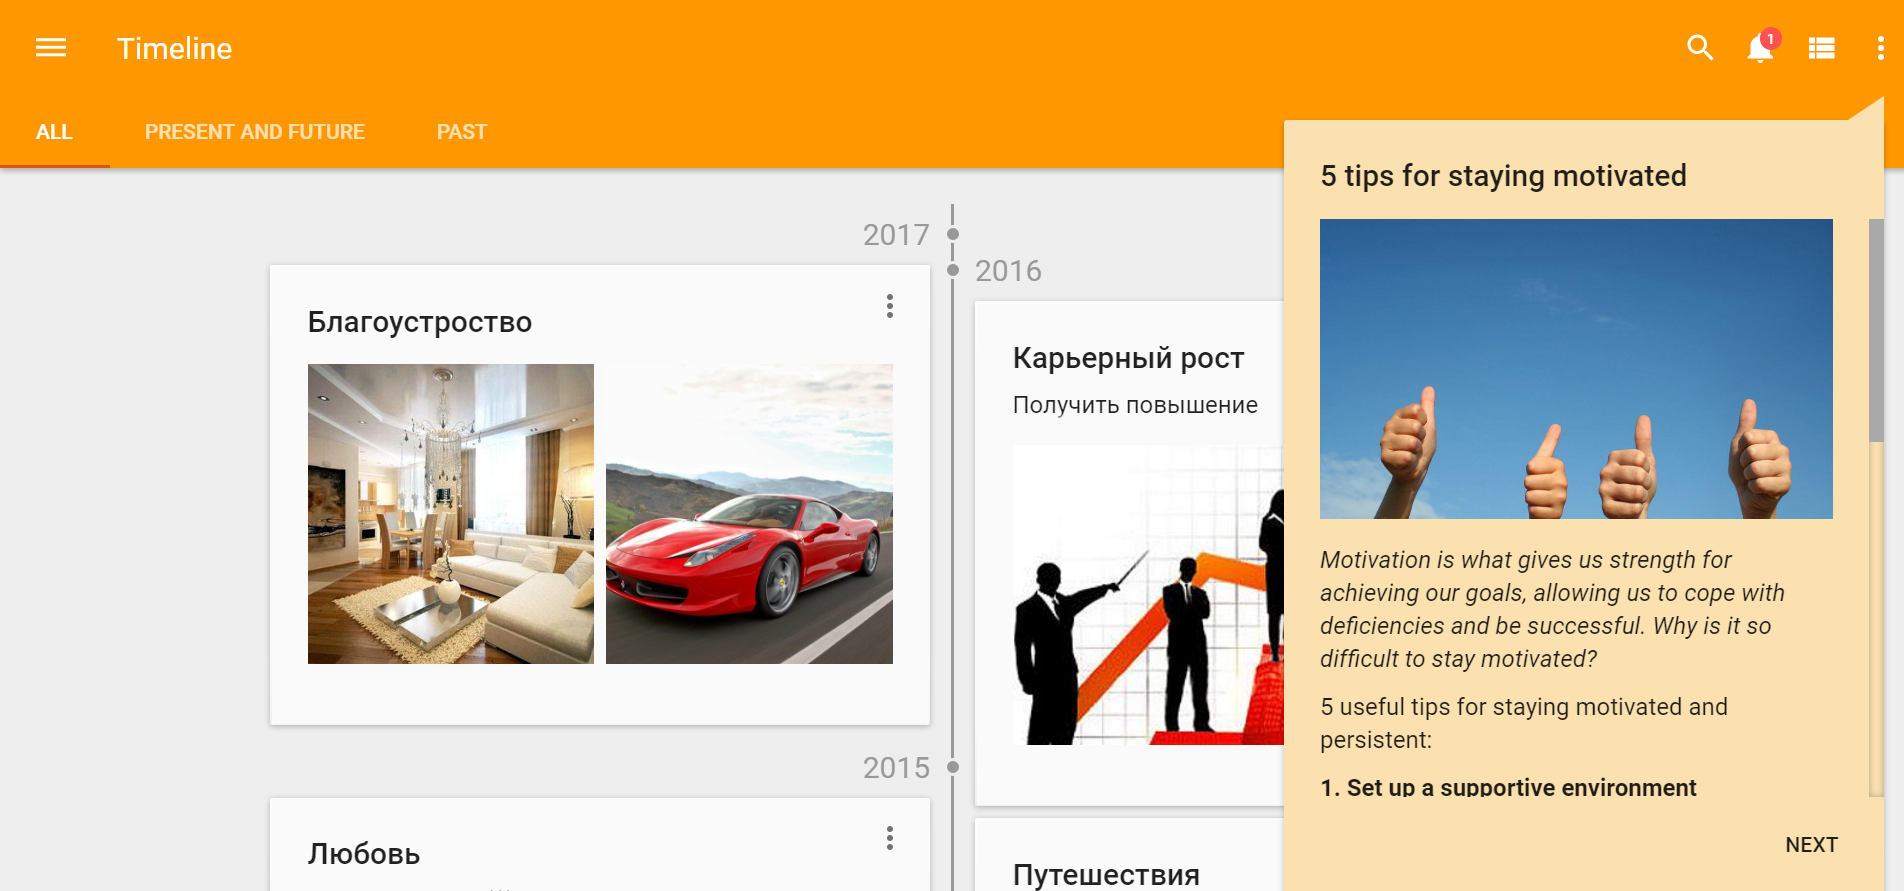 Timeline
1
ALL
PRESENT AND FUTURE
PAST
2017
Благоустроство
2016
Карьерный рост
Получить повышение
2015
Любовь
Путешествия
5 tips for staying motivated
Motivation is what gives us strength for
achieving our goals, allowing us to cope with
deficiencies and be successful. Why is it so
difficult to stay motivated?
5 useful tips for staying motivated and
persistent:
1. Set up a supportive environment
NEXT